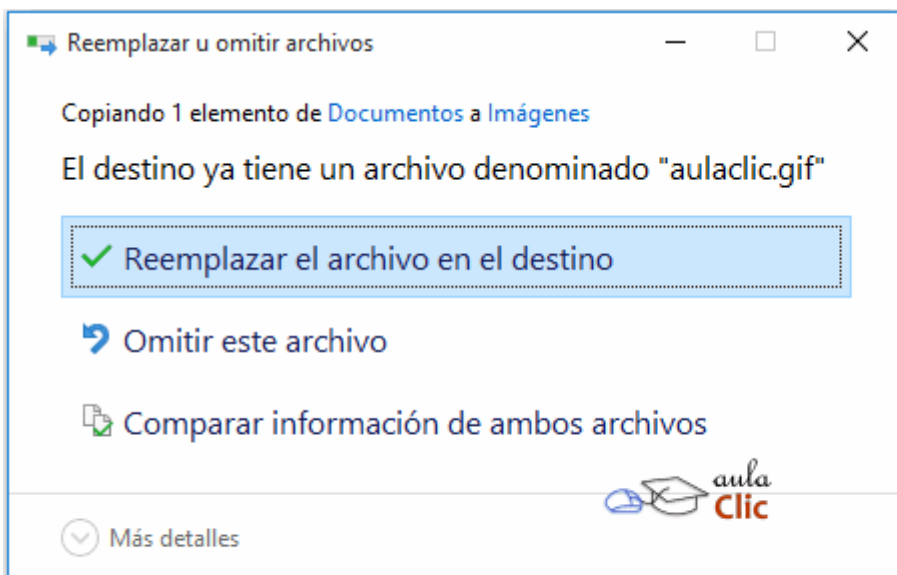 Reemplazar u omitir archivos
Copiando 1 elemento de Documentos a Imágenes
El destino ya tiene un archivo denominado "aulaclic.gif"
Reemplazar el archivo en el destino
Omitir este archivo
Comparar información de ambos archivos
aula
Clic
Más detalles